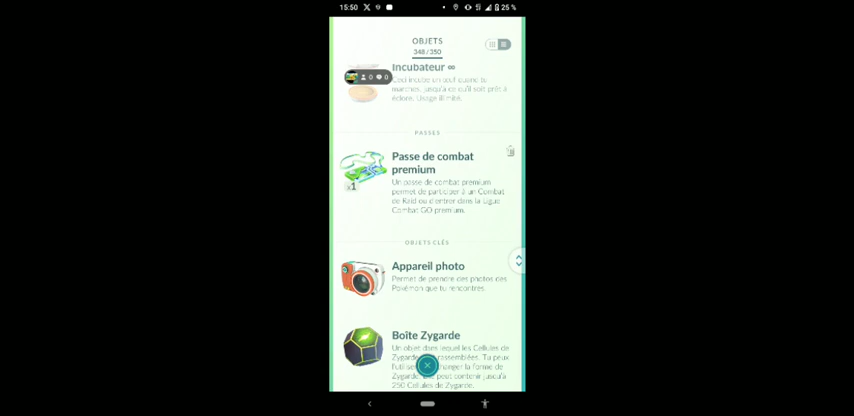 15:50 25 %
OBJETS
348 / 350
Incubateur ∞
0 0
Ceci incube un œuf quand tu
marches, jusqu'à ce qu'il soit prêt à
éclore. Usage illimité.
PASSES
Passe de combat
premium
x1
Un passe de combat premium
permet de participer à un Combat
de Raid ou d'entrer dans la Ligue
Combat GO premium.
OBJETS CLÉS
Appareil photo
Permet de prendre des photos des
Pokémon que tu rencontres.
Boîte Zygarde
Un objet dans lequel les Cellules de
Zygarde rassemblées. Tu peux
l'utiliser changer la forme de
Zygarde. peut contenir jusqu'à
250 Cellules de Zygarde.